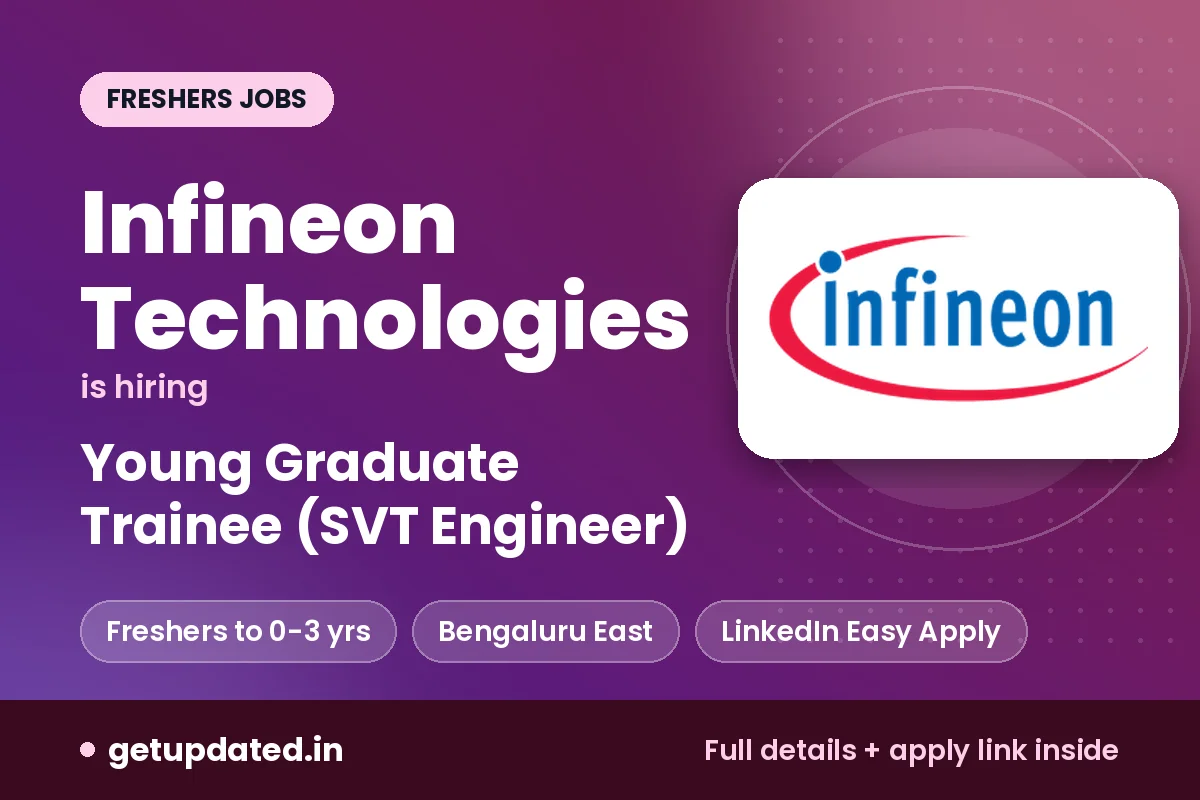 FRESHERS JOBS
Infineon
Technologies
is hiring
infineon
Young Graduate
Trainee (SVT Engineer)
Freshers to 0-3 yrs
Bengaluru East
LinkedIn Easy Apply
getupdated.in
Full details + apply link inside